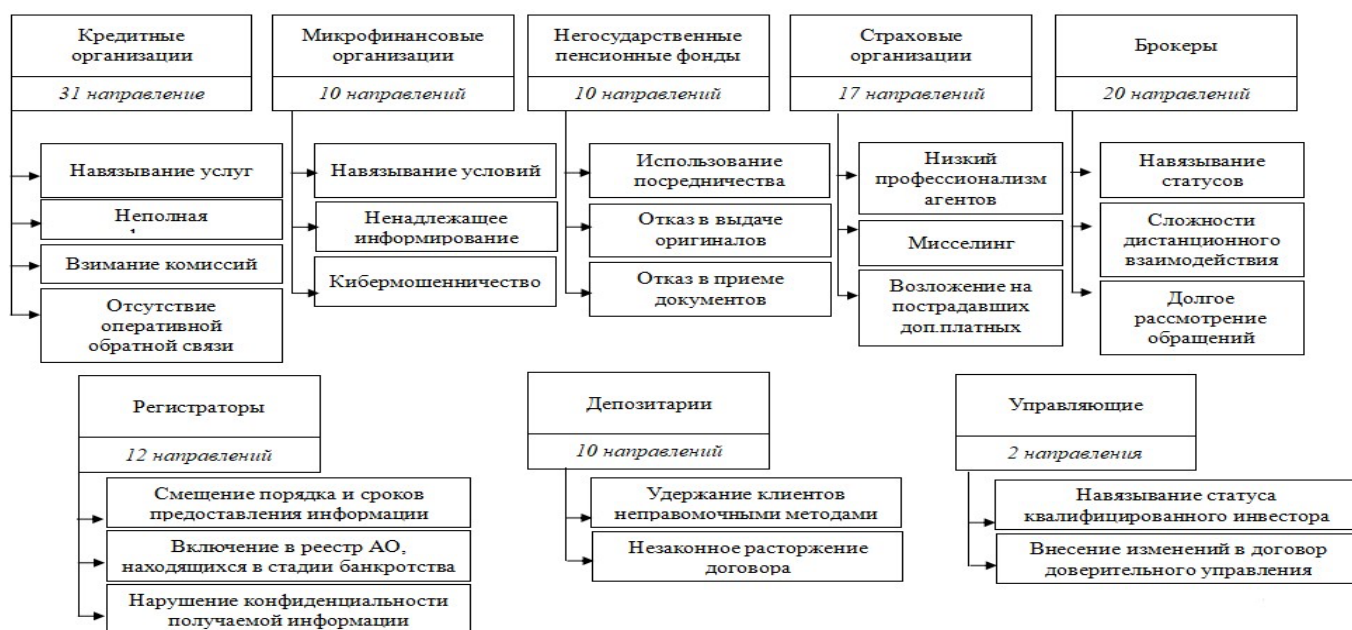 Кредитные
организации
31 направление
Навязывание услуг
Неполная
Взимание комиссий
Отсутствие
оперативной
обратной связи
Микрофинансовые
организации
10 направлений
Навязывание условий
Ненадлежащее
информирование
Кибермошенничество
Негосударственные
пенсионные фонды
10 направлений
Использование
посредничества
Отказ в выдаче
оригиналов
Отказ в приеме
документов
Страховые
организации
17 направлений
Низкий
профессионализм
агентов
Мисселинг
Возложение на
пострадавших
доп.платных
Брокеры
20 направлений
Навязывание
статусов
Сложности
дистанционного
взаимодействия
Долгое
рассмотрение
обращений
Регистраторы
12 направлений
Смещение порядка и сроков
предоставления информации
Включение в реестр АО,
находящихся в стадии банкротства
Нарушение конфиденциальности
получаемой информации
Депозитарии
10 направлений
Удержание клиентов
неправомочными методами
Незаконное расторжение
договора
Управляющие
2 направления
Навязывание статуса
квалифицированного инвестора
Внесение изменений в договор
доверительного управления